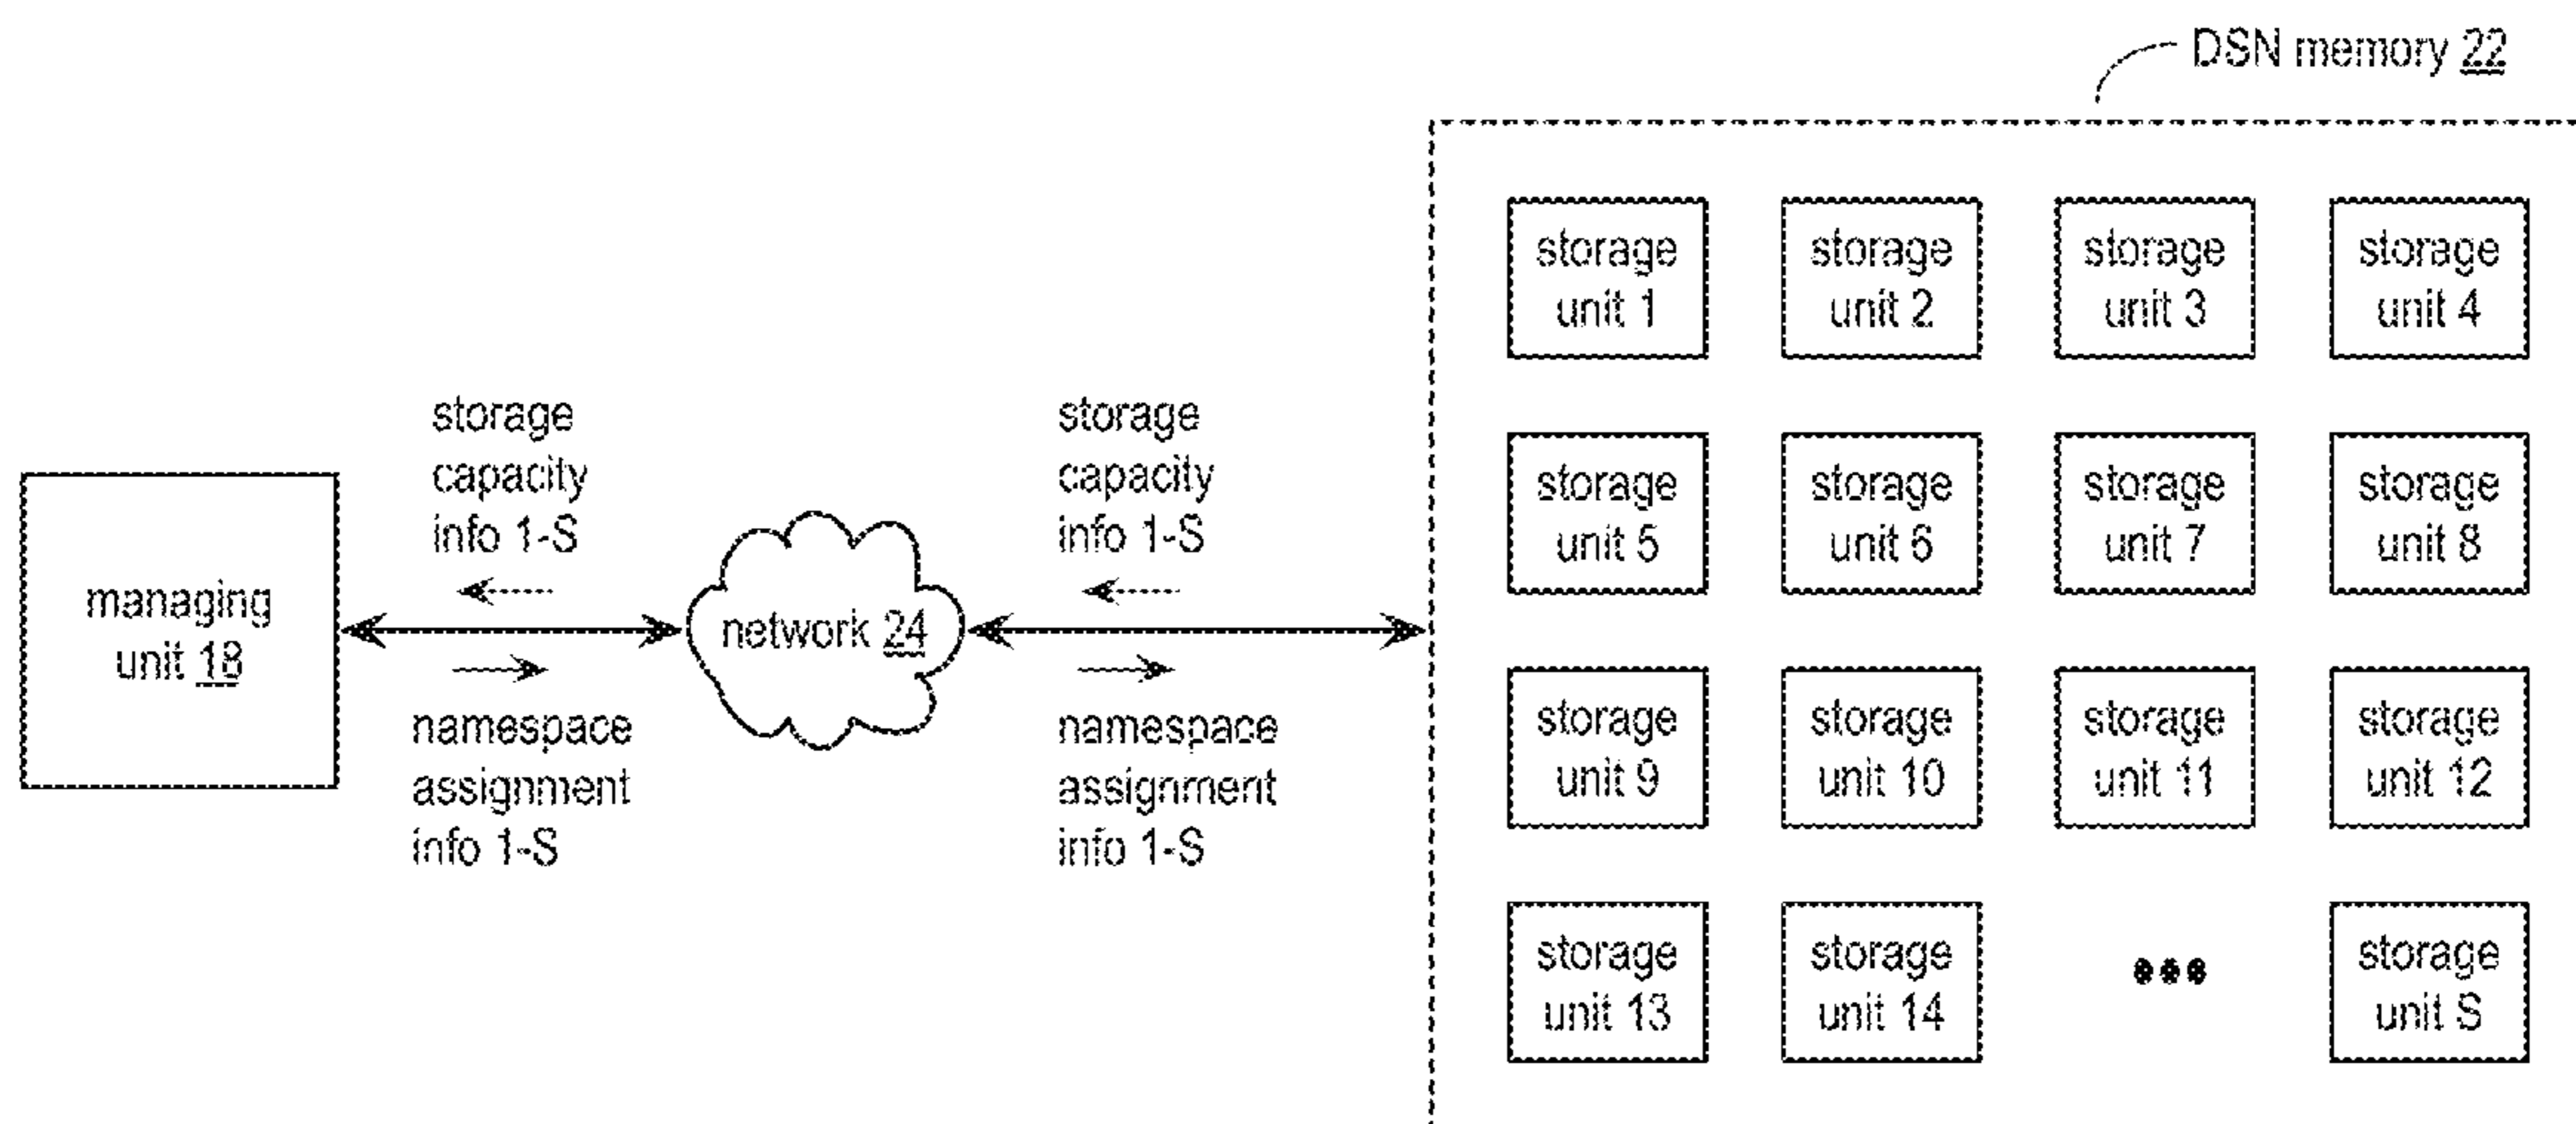 DSN memory 22
storage
unit 1
storage
unit 2
storage
unit 3
storage
unit 4
storage
capacity
info 1-S
storage
capacity
info 1-S
storage
unit 5
storage
unit 6
storage
unit 7
storage
unit 8
managing
unit 18
network 24
namespace
assignment
info 1-S
namespace
assignment
info 1-S
storage
unit 9
storage
unit 10
storage
unit 11
storage
unit 12
storage
unit 13
storage
unit 14
storage
unit S